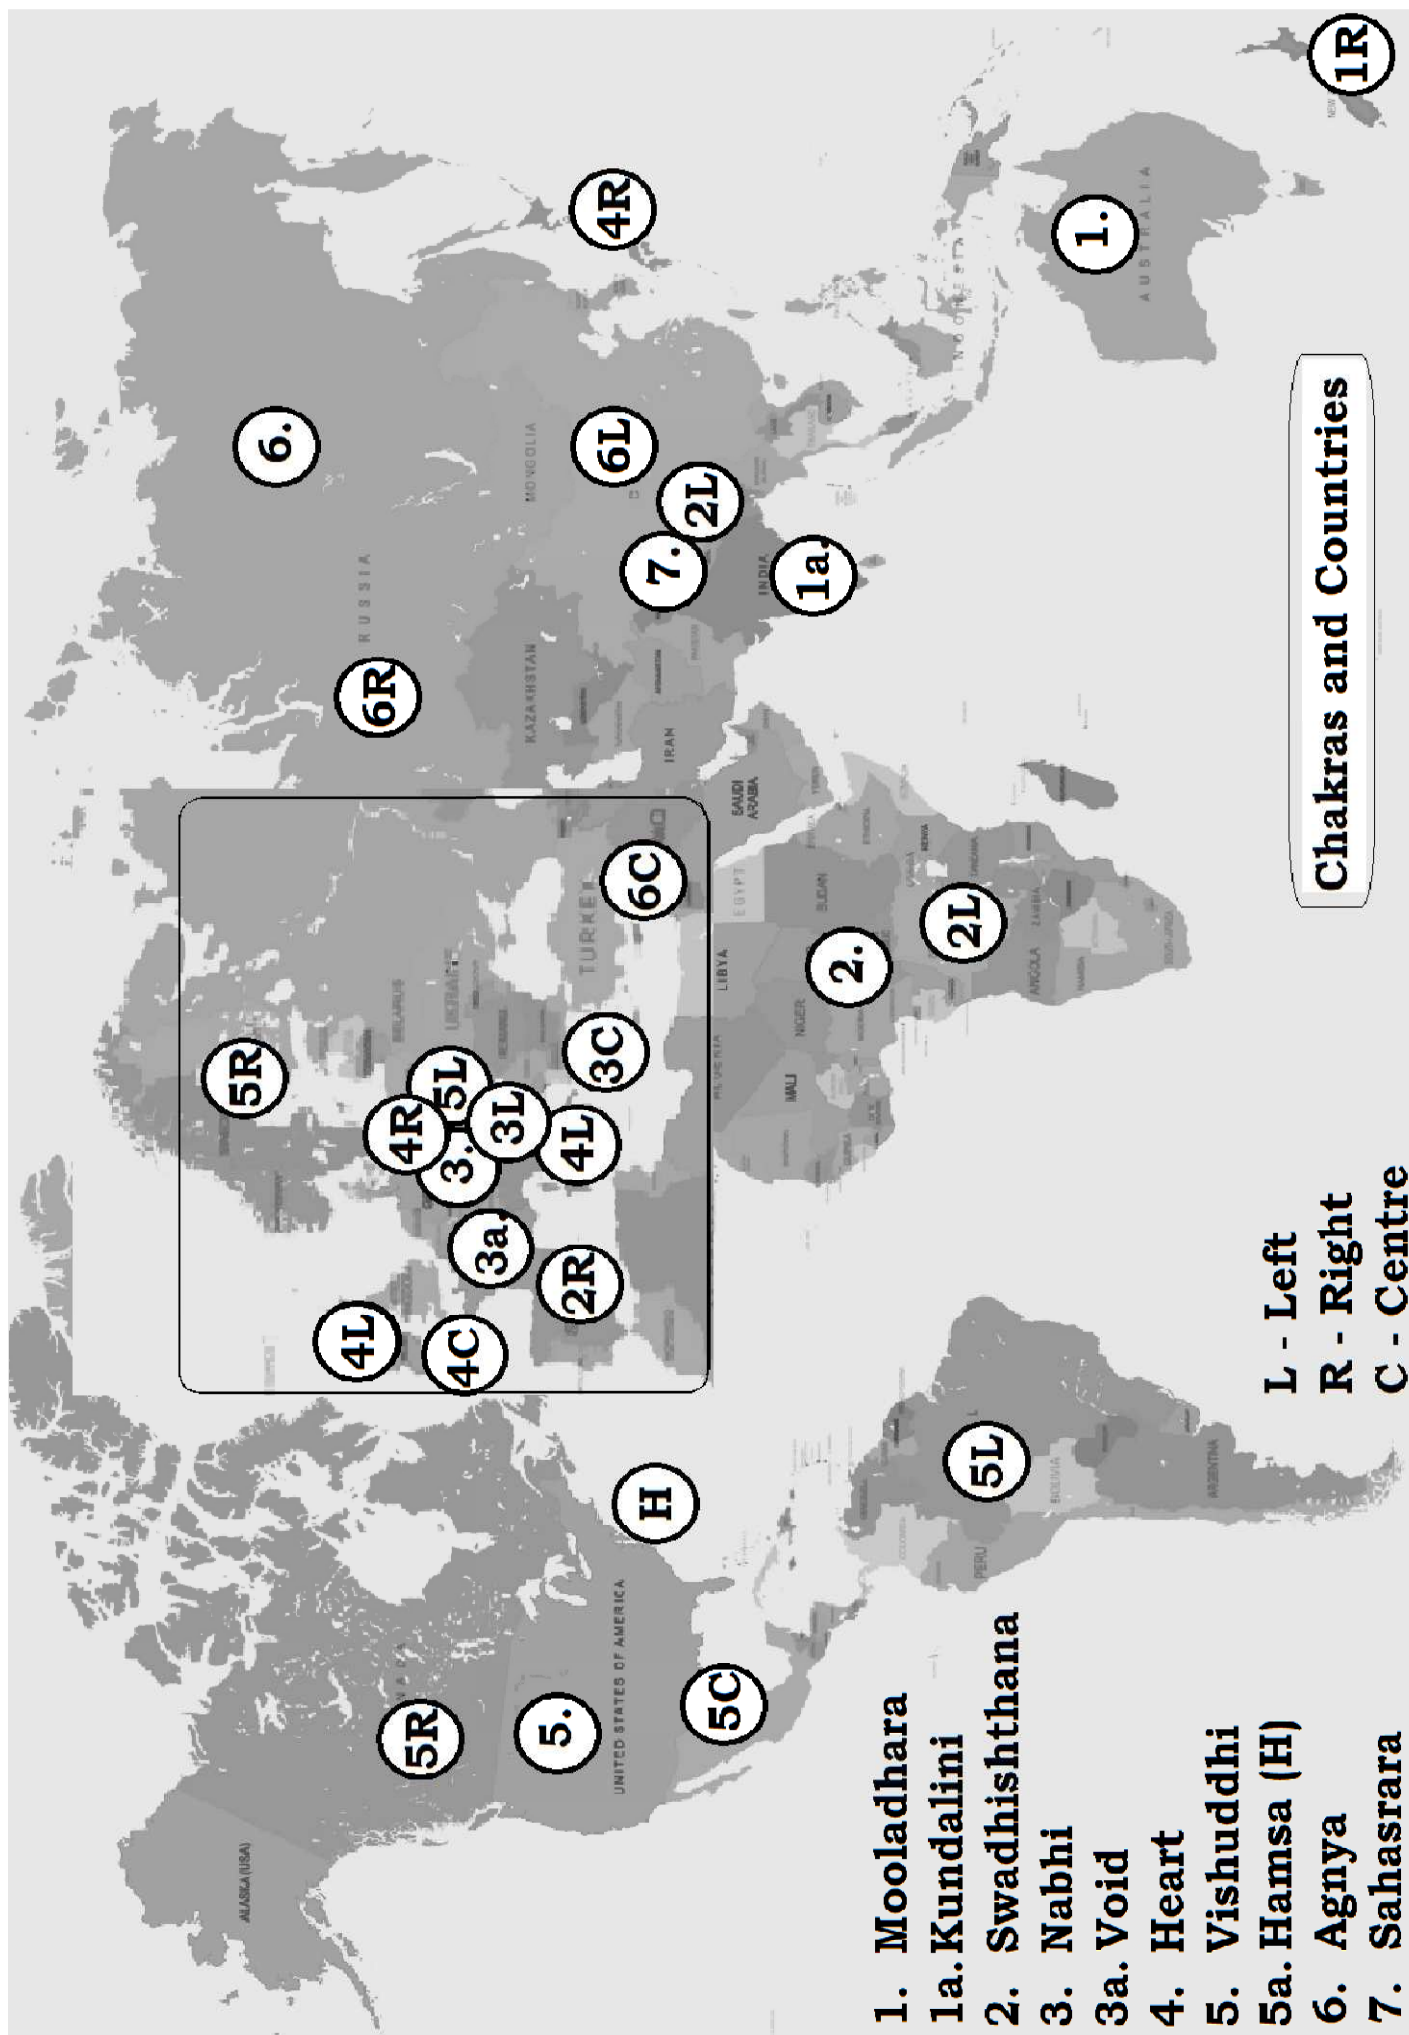 Chakras and Countries
1. Mooladhara
1a. Kundalini
2. Swadhishthana
3. Nabhi
3a. Void
4. Heart
5. Vishuddhi
5a. Hamsa (H)
6. Agnya
7. Sahasrara
L - Left
R - Right
C - Centre
ALASKA (USA)
5R
5.
UNITED STATES OF AMERICA
5C
H
PERU
BOLIVIA
5L
ARGENTINA
4L
4C
2R
3a.
3.
4R
5L
3L
4L
3C
5R
6C
BELARUS
UKRAINE
TURKEY
LIBYA
EGYPT
MALI
NIGER
SUDAN
2.
2L
ANGOLA
ZAMBIA
KENYA
SAUDI
ARABIA
IRAN
KAZAKHSTAN
RUSSIA
6R
6.
MONGOLIA
6L
2L
7.
INDIA
1a.
4R
INDONESIA
1.
AUSTRALIA
NEW
1R